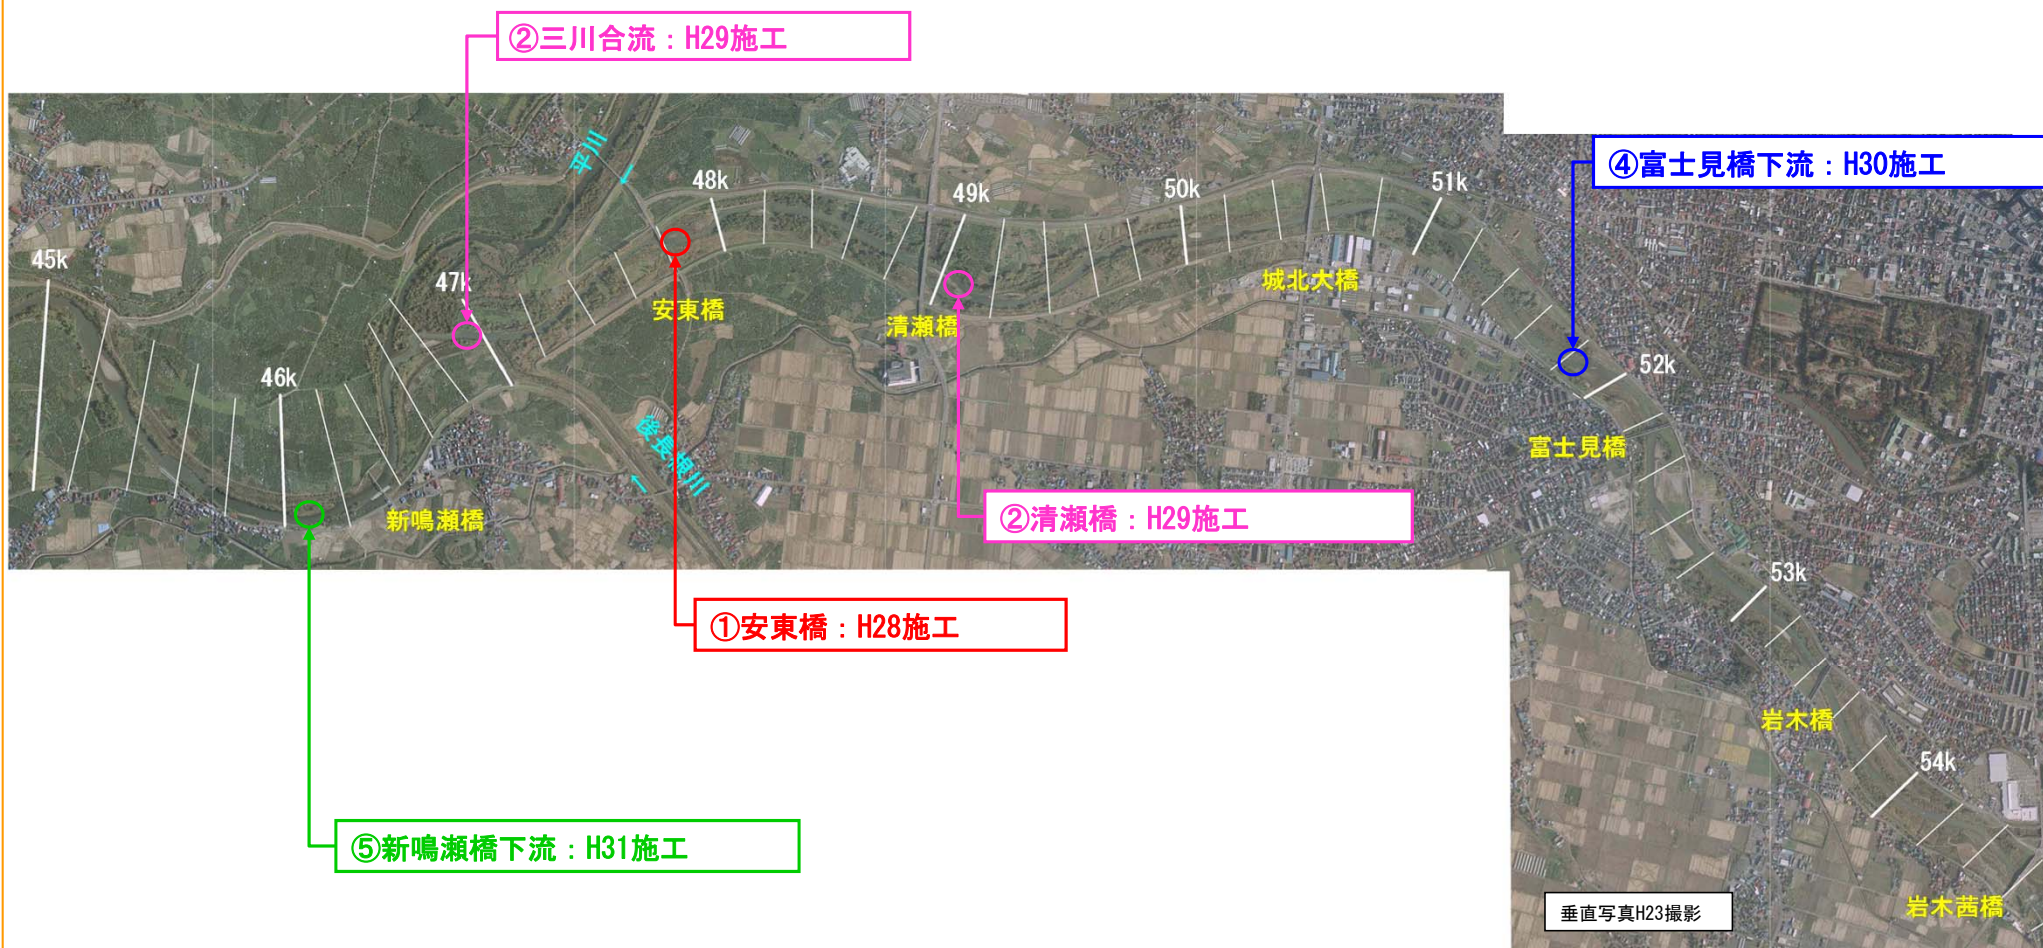 ②三川合流：H29施工
④富士見橋下流：H30施工
平川
←
48k
49k
50k
51k
45k
47k
安東橋
清瀬橋
城北大橋
46k
52k
後長根川
←
富士見橋
新鳴瀬橋
②清瀬橋：H29施工
53k
①安東橋：H28施工
岩木橋
54k
⑤新鳴瀬橋下流：H31施工
垂直写真H23撮影
岩木茜橋